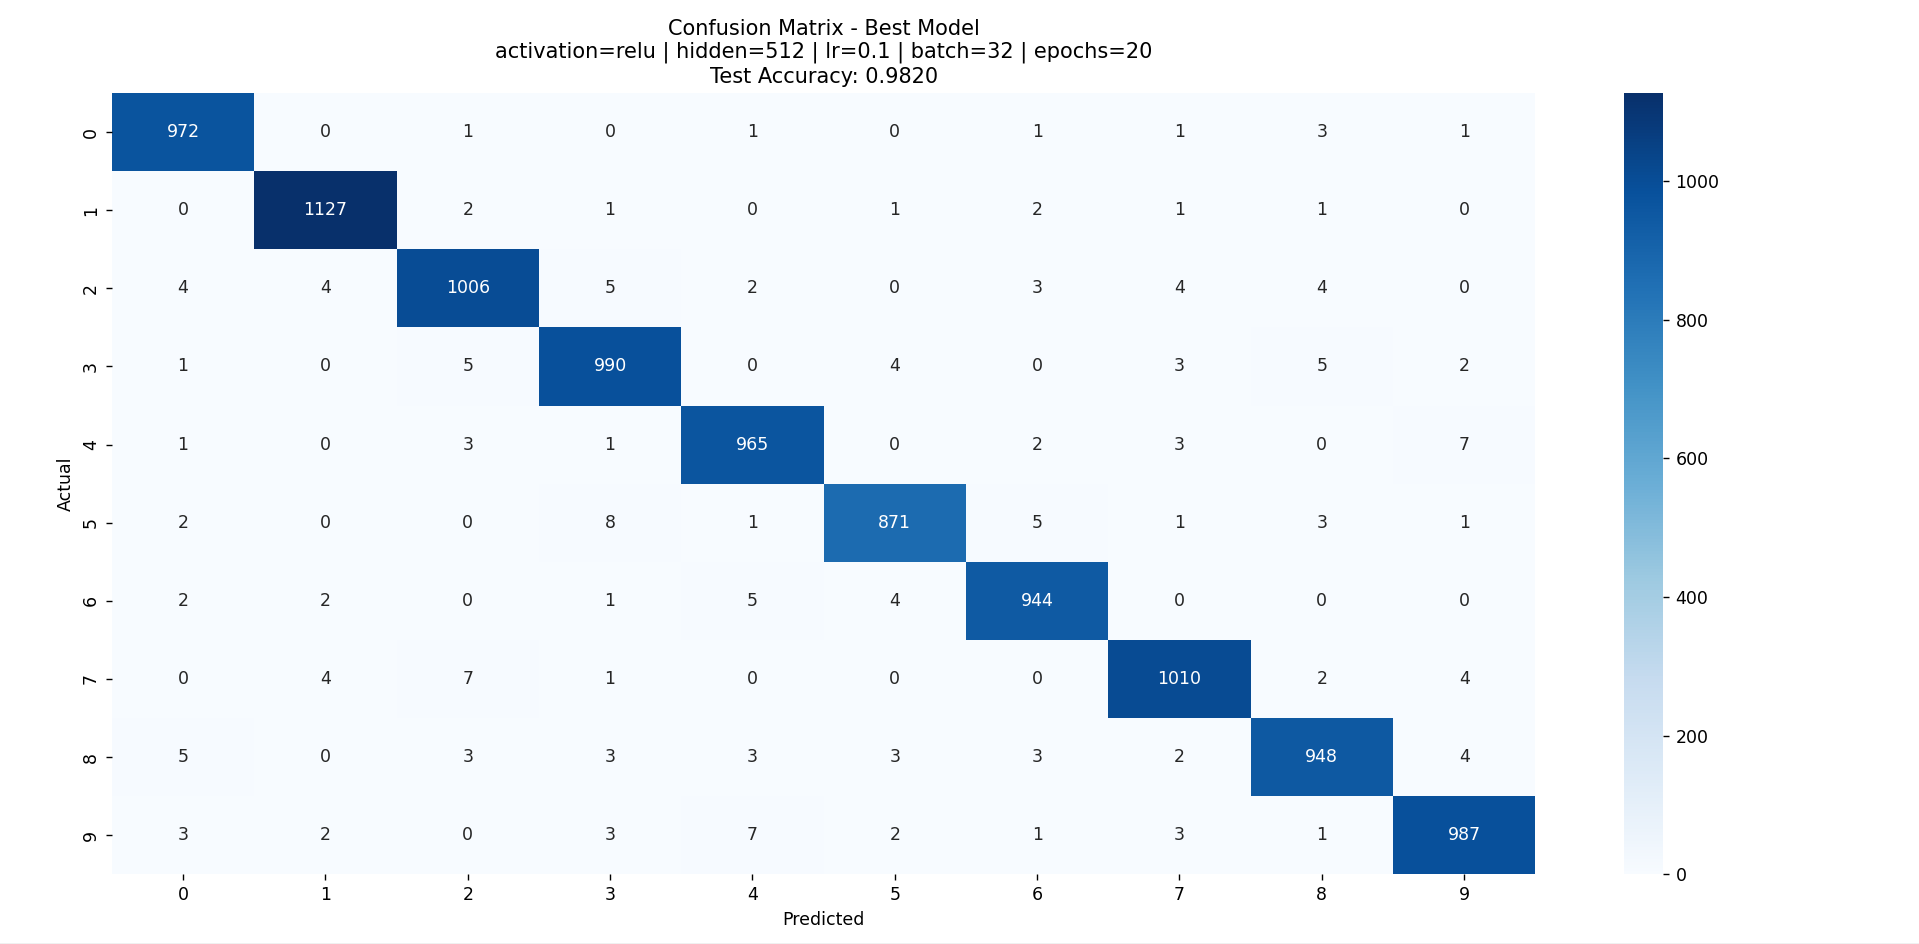 Confusion Matrix - Best Model
activation=relu | hidden=512 | lr=0.1 | batch=32 | epochs=20
Test Accuracy: 0.9820
0 972 0 1 0 1 0 1 1 3 1
1 0 1127 2 1 0 1 2 1 1 0
2 4 4 1006 5 2 0 3 4 4 0
3 1 0 5 990 0 4 0 3 5 2
4 1 0 3 1 965 0 2 3 0 7
5 2 0 0 8 1 871 5 1 3 1
6 2 2 0 1 5 4 944 0 0 0
7 0 4 7 1 0 0 0 1010 2 4
8 5 0 3 3 3 3 3 2 948 4
9 3 2 0 3 7 2 1 3 1 987
0 1 2 3 4 5 6 7 8 9
Predicted
Actual
1000
800
600
400
200
0